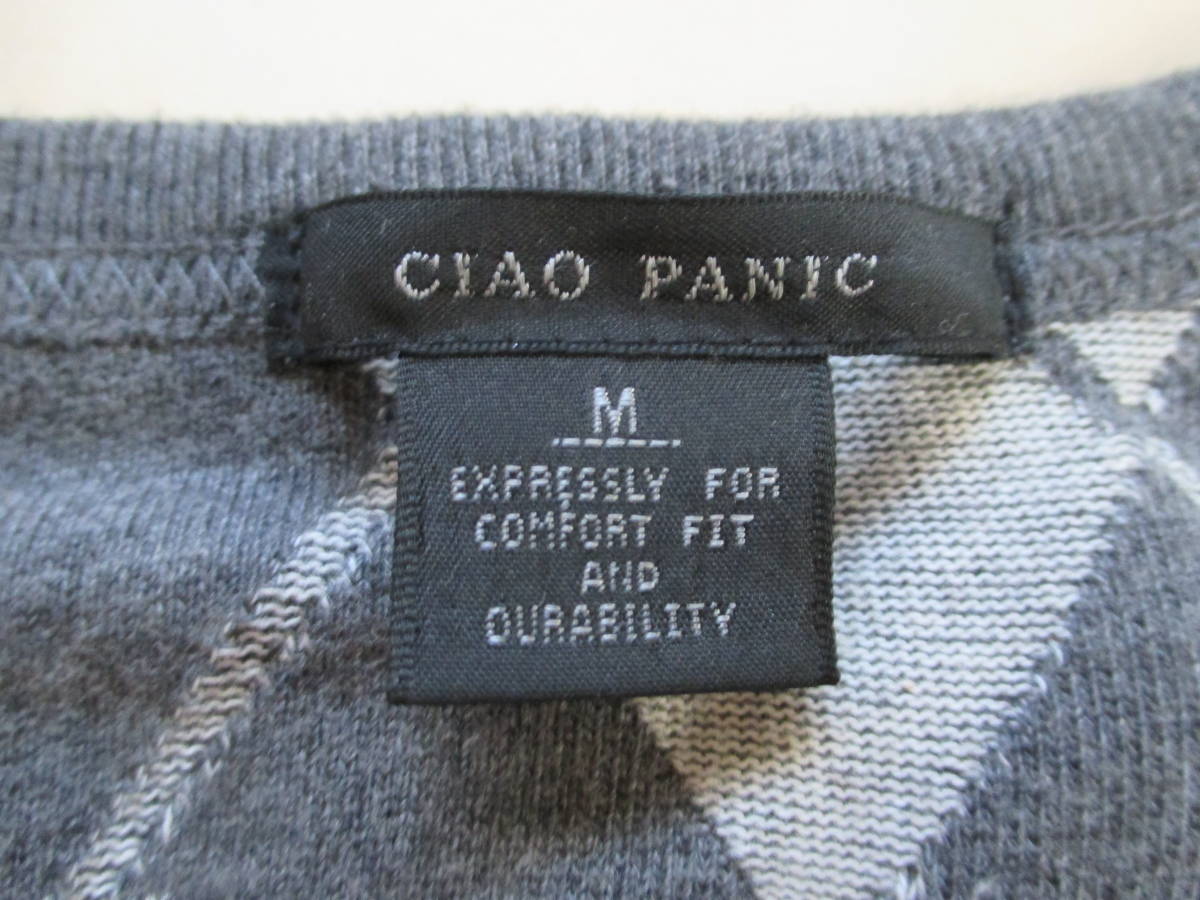 CIAO PANIC
M
EXPRESSLY FOR
COMFORT FIT
AND
DURABILITY